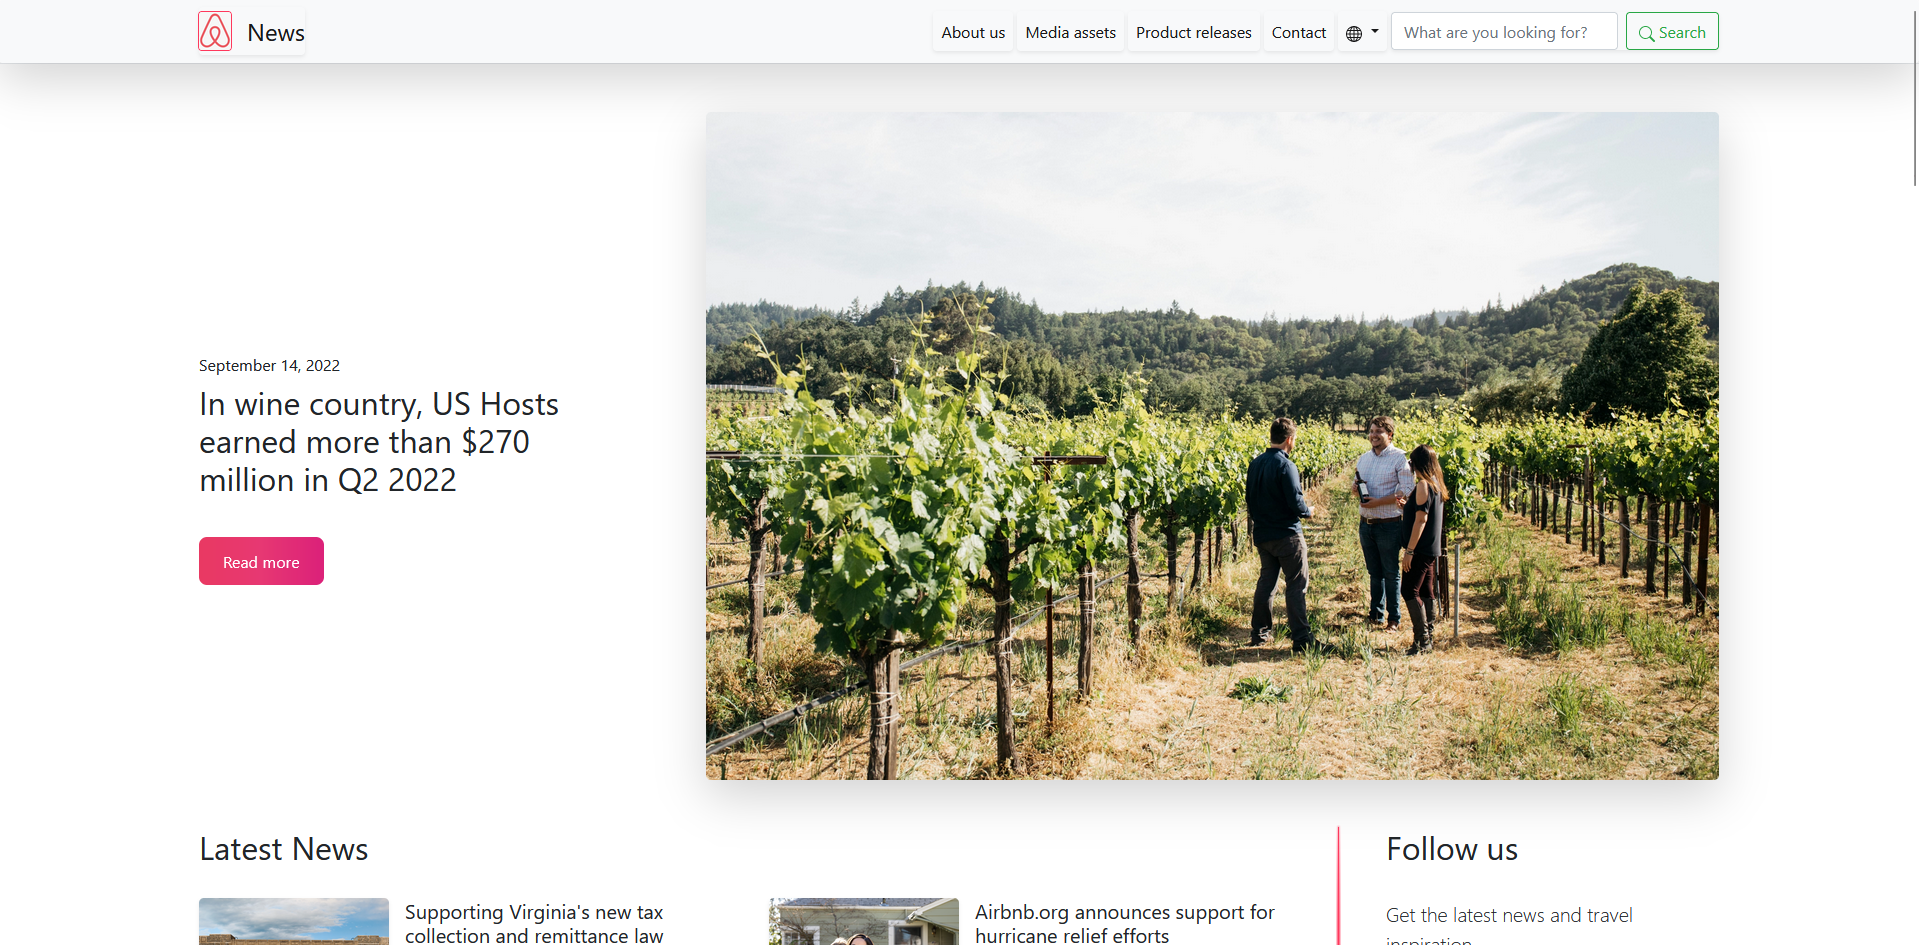 News
About us Media assets Product releases Contact What are you looking for? Search
September 14, 2022
In wine country, US Hosts
earned more than $270
million in Q2 2022
Read more
Latest News
Supporting Virginia's new tax
collection and remittance law
Airbnb.org announces support for
hurricane relief efforts
Follow us
Get the latest news and travel
inspiration